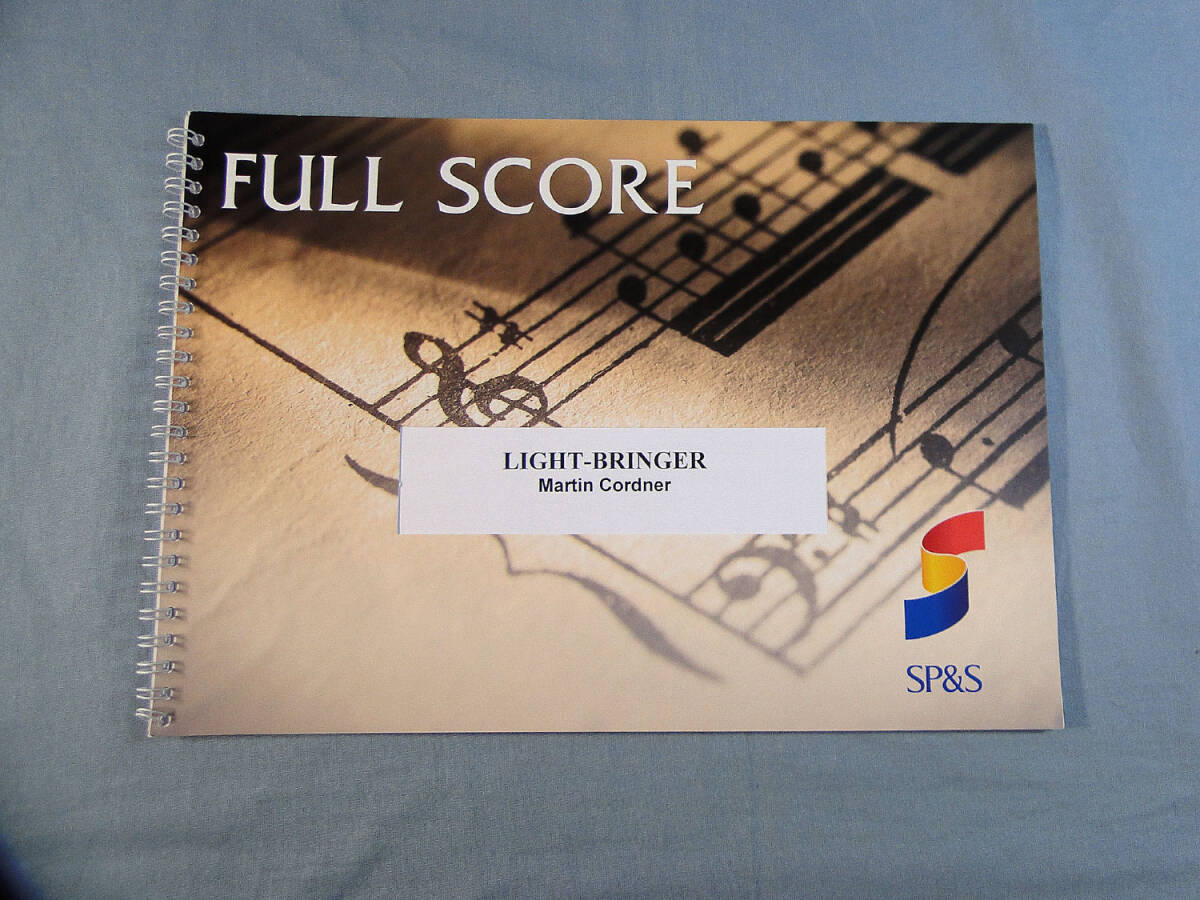 FULL SCORE
LIGHT-BRINGER
Martin Cordner
SP&S